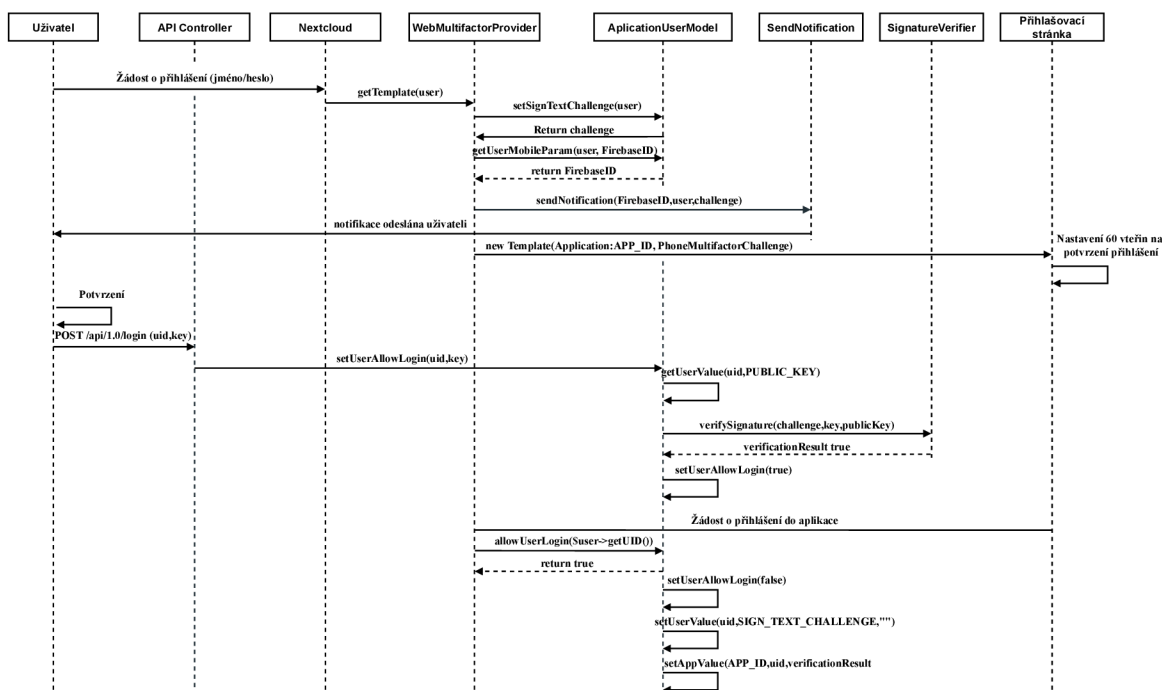 Uživatel
API Controller
Nextcloud
WebMultifactorProvider
AplicationUserModel
SendNotification
SignatureVerifier
Přihlašovací
stránka
Žádost o přihlášení (jméno/heslo)
getTemplate(user)
setSignTextChallenge(user)
Return challenge
getUserMobileParam(user, FirebaseID)
return FirebaseID
sendNotification(FirebaseID,user,challenge)
notifikace odeslána uživateli
new Template(Application:APP_ID, PhoneMultifactorChallenge)
Nastavení 60 vteřin na
potvrzení přihlášení
Potvrzení
POST /api/1.0/login (uid,key)
setUserAllowLogin(uid,key)
getUserValue(uid,PUBLIC_KEY)
verifySignature(challenge,key,publicKey)
verificationResult true
setUserAllowLogin(true)
Žádost o přihlášení do aplikace
allowUserLogin($user->getUID())
return true
setUserAllowLogin(false)
setUserValue(uid,SIGN_TEXT_CHALLENGE,"")
setAppValue(APP_ID,uid,verificationResult